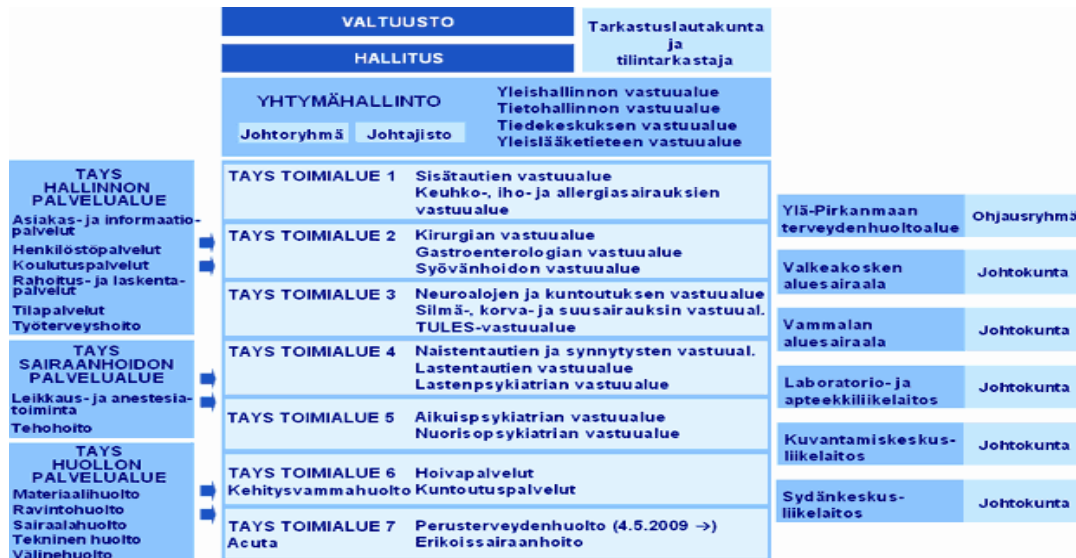 VALTUUSTO
HALLITUS
Tarkastuslautakunta
ja
tilintarkastaja
YHTYMÄHALLINTO
Johtoryhmä
Johtajisto
Yleishallinnon vastuualue
Tietohallinnon vastuualue
Tiedekeskuksen vastuualue
Yleislääketieteen vastuualue
TAYS
HALLINNON
PALVELUALUE
Asiakas- ja informaatio-
palvelut
Henkilöstöpalvelut
Koulutuspalvelut
Rahoitus- ja laskenta-
palvelut
Tilapalvelut
Työterveyshoito
TAYS
SAIRAANHOIDON
PALVELUALUE
Leikkaus- ja anestesia-
toiminta
Tehohoito
TAYS
HUOLLON
PALVELUALUE
Materiaalihuolto
Ravintohuolto
Sairaalahuolto
Tekninen huolto
Välinehuolto
TAYS TOIMIALUE 1
Sisätautien vastuualue
Keuhko-, iho- ja allergiasairauksien
vastuualue
TAYS TOIMIALUE 2
Kirurgian vastuualue
Gastroenterologian vastuualue
Syövänhoidon vastuualue
TAYS TOIMIALUE 3
Neuroalojen ja kuntoutuksen vastuualue
Silmä-, korva- ja suusairauksin vastuual.
TULES-vastuualue
TAYS TOIMIALUE 4
Naistentautien ja synnytysten vastuual.
Lastentautien vastuualue
Lastenpsykiatrian vastuualue
TAYS TOIMIALUE 5
Aikuispsykiatrian vastuualue
Nuorisopsykiatrian vastuualue
TAYS TOIMIALUE 6
Kehitysvammahuolto
Hoivapalvelut
Kuntoutuspalvelut
TAYS TOIMIALUE 7
Acuta
Perusterveydenhuolto (4.5.2009 →)
Erikoissairaanhoito
Ylä-Pirkanmaan
terveydenhuoltoalue
Ohjausryhmä
Valkeakosken
aluesairaala
Johtokunta
Vammalan
aluesairaala
Johtokunta
Laboratorio- ja
apteekkiliikelaitos
Johtokunta
Kuvantamiskeskus-
liikelaitos
Johtokunta
Sydänkeskus-
liikelaitos
Johtokunta